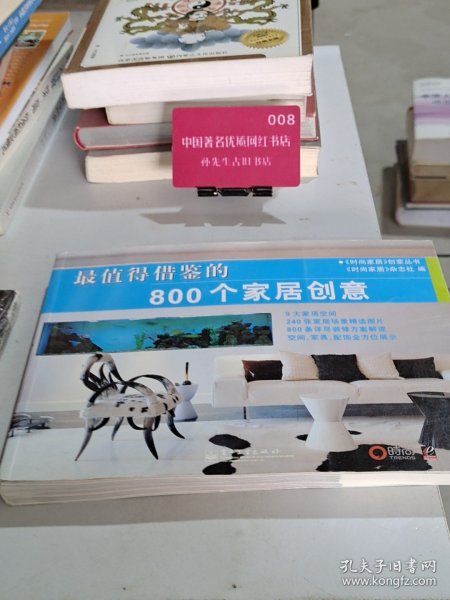 008
中国著名优质网红书店
孙先生古旧书店
《时尚家居》创意丛书
《时尚家居》杂志社 编
最值得借鉴的
800个家居创意
9大家居空间
240张家居场景精选图片
800条详尽装修方案解读
空间、家具、配饰全方位展示
时尚
TRENDS
孔夫子旧书网
www.kongfz.com